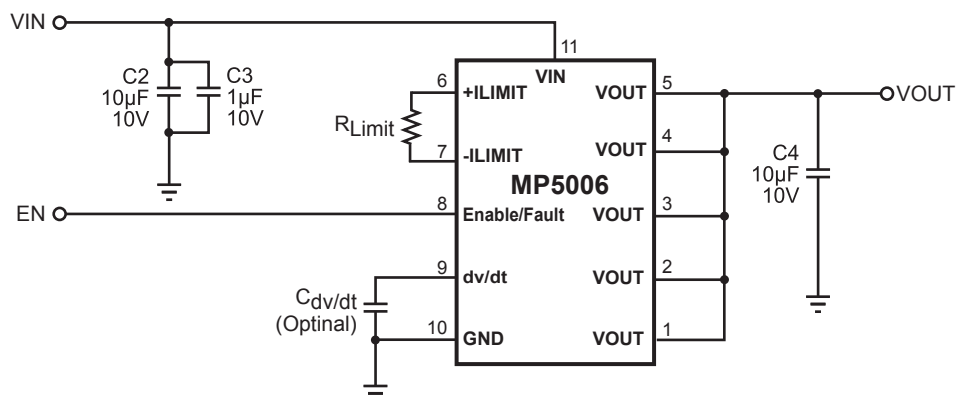 VIN
11
C2
10µF
10V
C3
1µF
10V
VIN
6
+ILIMIT
VOUT
5
VOUT
RLimit
4
VOUT
7
-ILIMIT
C4
10µF
10V
MP5006
EN
8
Enable/Fault
VOUT
3
9
dv/dt
VOUT
2
Cdv/dt
(Optinal)
10
GND
VOUT
1